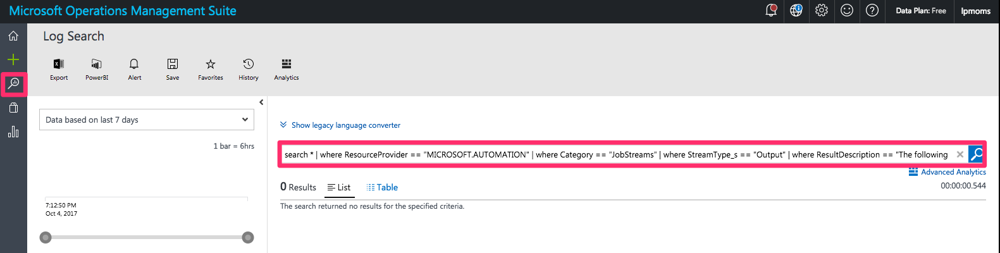 Microsoft Operations Management Suite
Data Plan: Free
lpmoms
Log Search
Export
PowerBI
Alert
Save
Favorites
History
Analytics
Data based on last 7 days
1 bar = 6hrs
7:12:50 PM
Oct 4, 2017
Show legacy language converter
search * | where ResourceProvider == "MICROSOFT.AUTOMATION" | where Category == "JobStreams" | where StreamType_s == "Output" | where ResultDescription == "The following
Advanced Analytics
0 Results
List
Table
00:00:00.544
The search returned no results for the specified criteria.